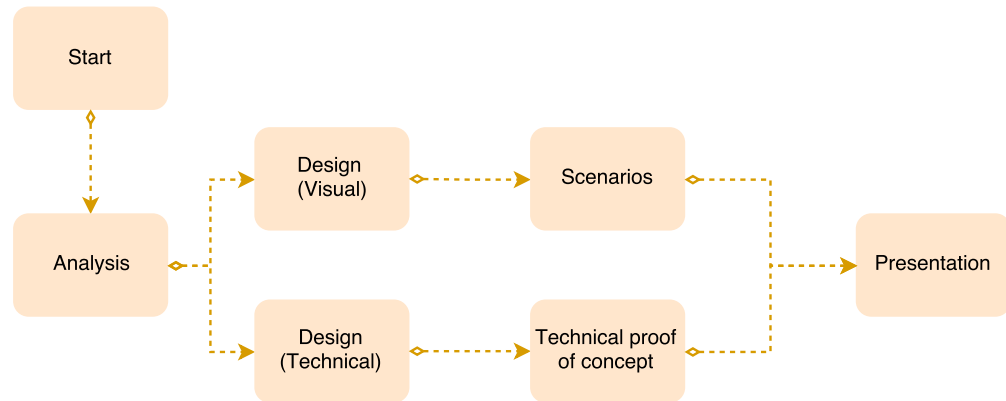 Start
Analysis
Design
(Visual)
Scenarios
Design
(Technical)
Technical proof
of concept
Presentation